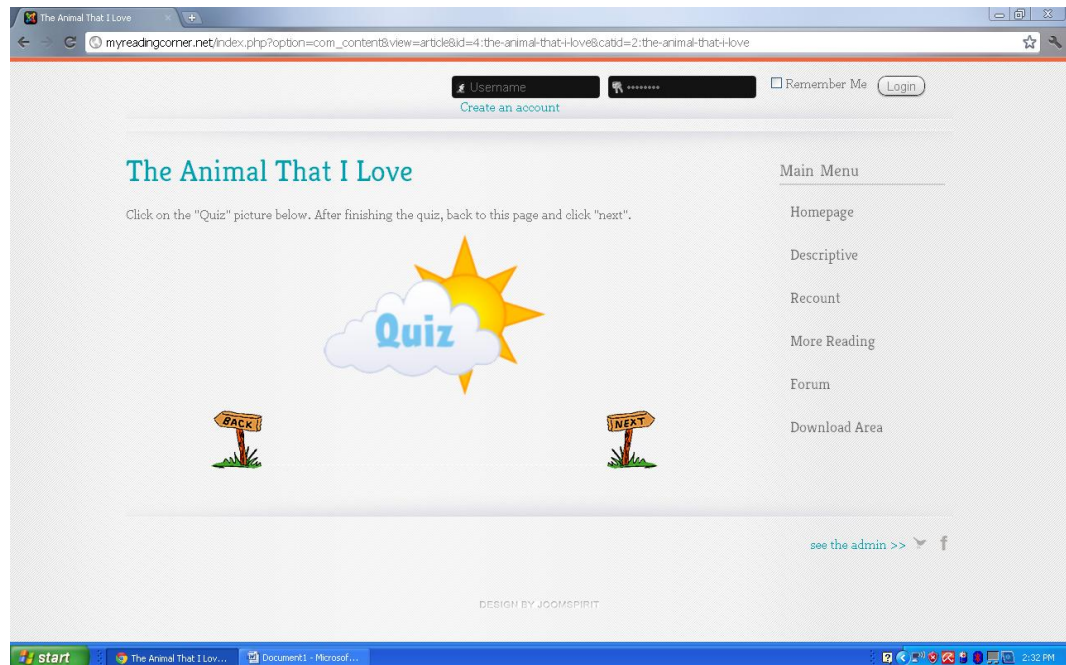 The Animal That I Love
myreadingcorner.net/index.php?option=com_content&view=article&id=4:the-animal-that-i-love&catid=2:the-animal-that-i-love
Username
Remember Me
Login
Create an account
The Animal That I Love
Click on the "Quiz" picture below. After finishing the quiz, back to this page and click "next".
Quiz
BACK
NEXT
Main Menu
Homepage
Descriptive
Recount
More Reading
Forum
Download Area
see the admin >>
DESIGN BY JOOMSPIRIT
start
The Animal That I Lov...
Document1 - Microsof...
2:32 PM